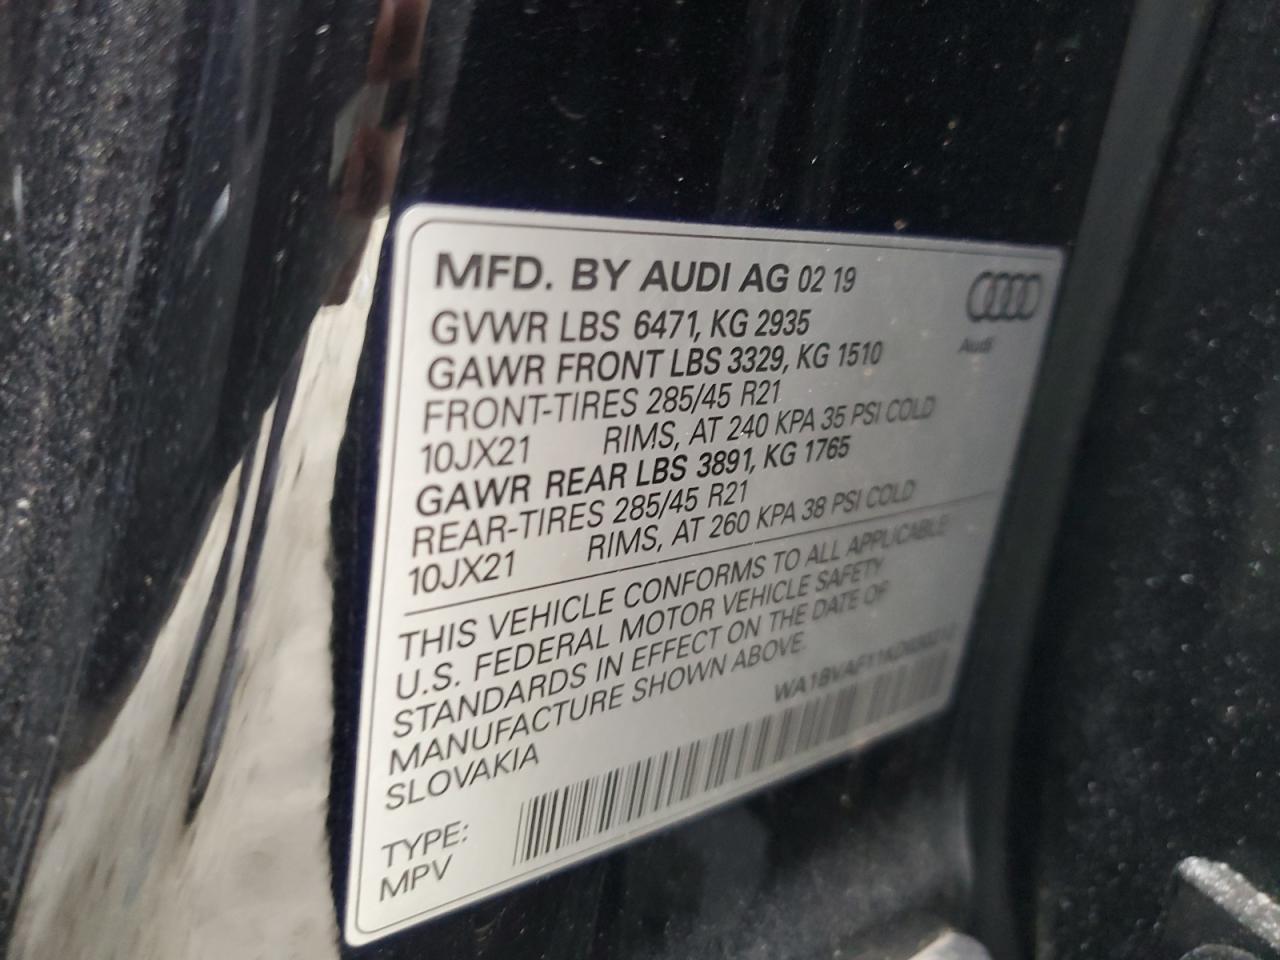 MFD. BY AUDI AG 02 19
Audi
GVWR LBS 6471, KG 2935
GAWR FRONT LBS 3329, KG 1510
FRONT-TIRES 285/45 R21
10JX21 RIMS, AT 240 KPA 35 PSI COLD
GAWR REAR LBS 3891, KG 1765
REAR-TIRES 285/45 R21
10JX21 RIMS, AT 260 KPA 38 PSI COLD
THIS VEHICLE CONFORMS TO ALL APPLICABLE
U.S. FEDERAL MOTOR VEHICLE SAFETY
STANDARDS IN EFFECT ON THE DATE OF
MANUFACTURE SHOWN ABOVE.
SLOVAKIA
TYPE:
MPV